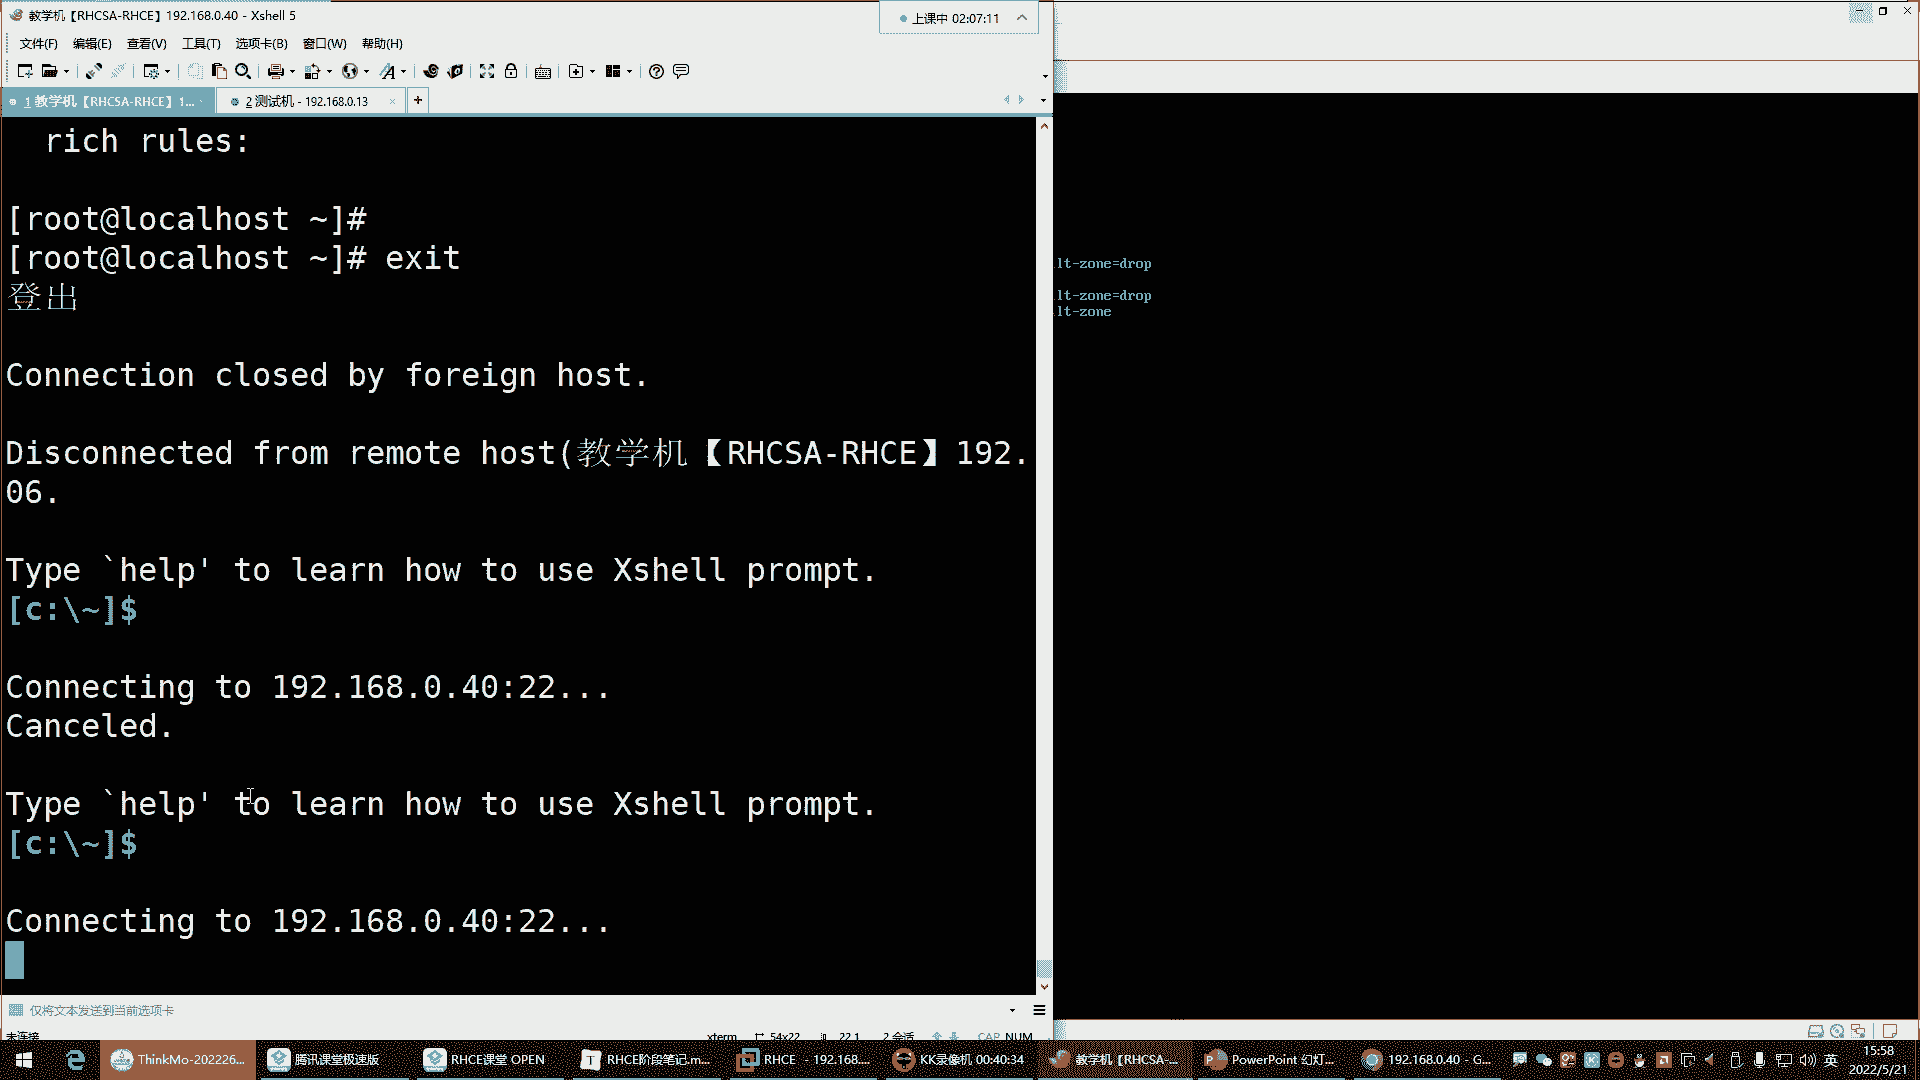 教学机【RHCSA-RHCE】192.168.0.40 - Xshell 5
上课中 02:07:11
文件(F) 编辑(E) 查看(V) 工具(T) 选项卡(B) 窗口(W) 帮助(H)
1 教学机【RHCSA-RHCE】1...
2 测试机 - 192.168.0.13
rich rules:
[root@localhost ~]#
[root@localhost ~]# exit
登出
Connection closed by foreign host.
Disconnected from remote host(教学机【RHCSA-RHCE】192.
06.
Type `help' to learn how to use Xshell prompt.
[c:\~]$
Connecting to 192.168.0.40:22...
Canceled.
Type `help' to learn how to use Xshell prompt.
[c:\~]$
Connecting to 192.168.0.40:22...
lt-zone=drop
lt-zone=drop
lt-zone
仅将文本发送到当前选项卡
未连接 xterm 54x22 22,1 2 会话 CAP NUM
ThinkMo-202226... 腾讯课堂极速版 RHCE课堂 OPEN RHCE阶段笔记.m... RHCE - 192.168.... KK录像机 00:40:34 教学机【RHCSA-... PowerPoint 幻灯... 192.168.0.40 - G... 英
15:58
2022/5/21